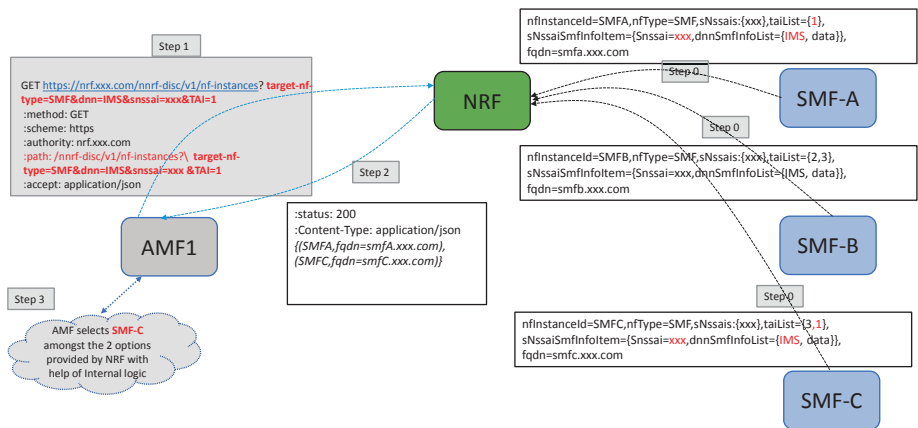 Step 1
GET https://nrf.xxx.com/nnrf-disc/v1/nf-instances? target-nf-
type=SMF&dnn=IMS&snssai=xxx&TAI=1
:method: GET
:scheme: https
:authority: nrf.xxx.com
:path: /nnrf-disc/v1/nf-instances?\ target-nf-
type=SMF&dnn=IMS&snssai=xxx &TAI=1
:accept: application/json
NRF
nfInstanceId=SMFA,nfType=SMF,sNssais:{xxx},taiList={1},
sNssaiSmfInfoItem={Snssai=xxx,dnnSmfInfoList={IMS, data}},
fqdn=smfa.xxx.com
Step 0
SMF-A
Step 0
nfInstanceId=SMFB,nfType=SMF,sNssais:{xxx},taiList={2,3},
sNssaiSmfInfoItem={Snssai=xxx,dnnSmfInfoList={IMS, data}},
fqdn=smfb.xxx.com
Step 2
:status: 200
:Content-Type: application/json
{(SMFA,fqdn=smfA.xxx.com),
(SMFC,fqdn=smfC.xxx.com)}
AMF1
SMF-B
Step 3
AMF selects SMF-C
amongst the 2 options
provided by NRF with
help of Internal logic
Step 0
nfInstanceId=SMFC,nfType=SMF,sNssais:{xxx},taiList={3,1},
sNssaiSmfInfoItem={Snssai=xxx,dnnSmfInfoList={IMS, data}},
fqdn=smfc.xxx.com
SMF-C